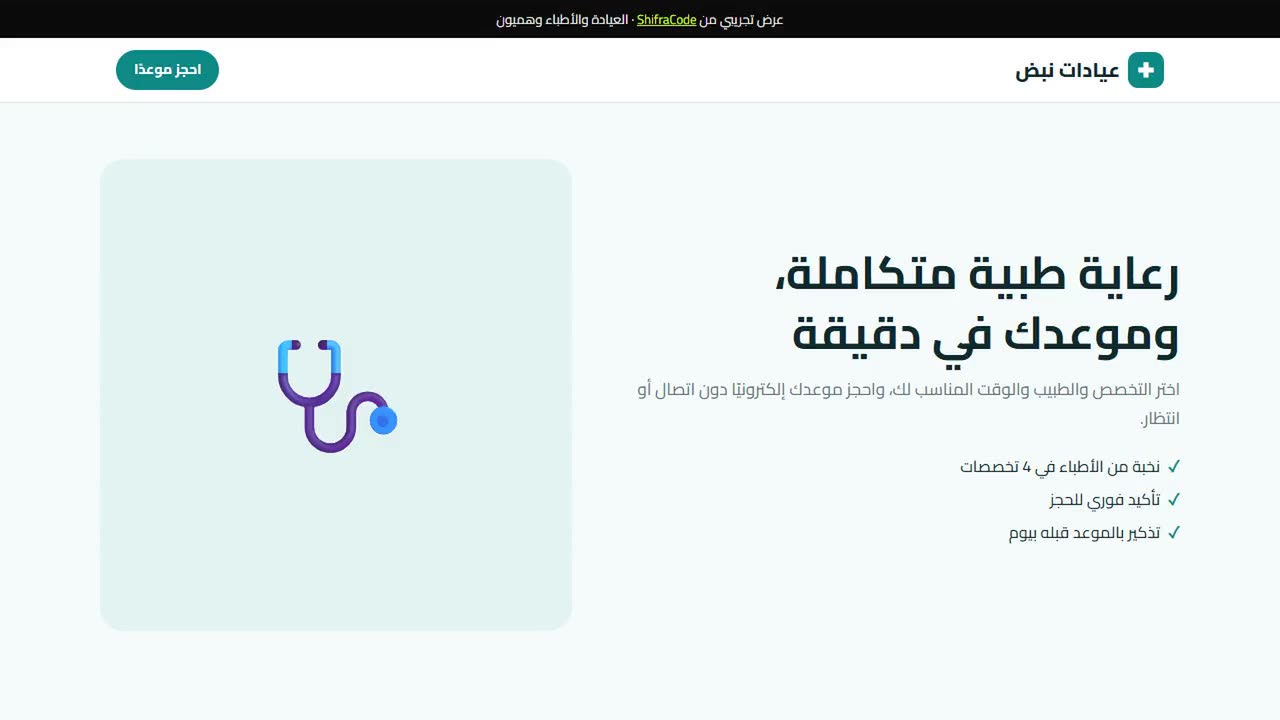 عرض تجريبي من ShifraCode · العيادة والأطباء وهميون
عيادات نبض
احجز موعدًا
رعاية طبية متكاملة،
وموعدك في دقيقة
اختر التخصص والطبيب والوقت المناسب لك، واحجز موعدك إلكترونيًا دون اتصال أو
انتظار.
✓ نخبة من الأطباء في 4 تخصصات
✓ تأكيد فوري للحجز
✓ تذكير بالموعد قبله بيوم